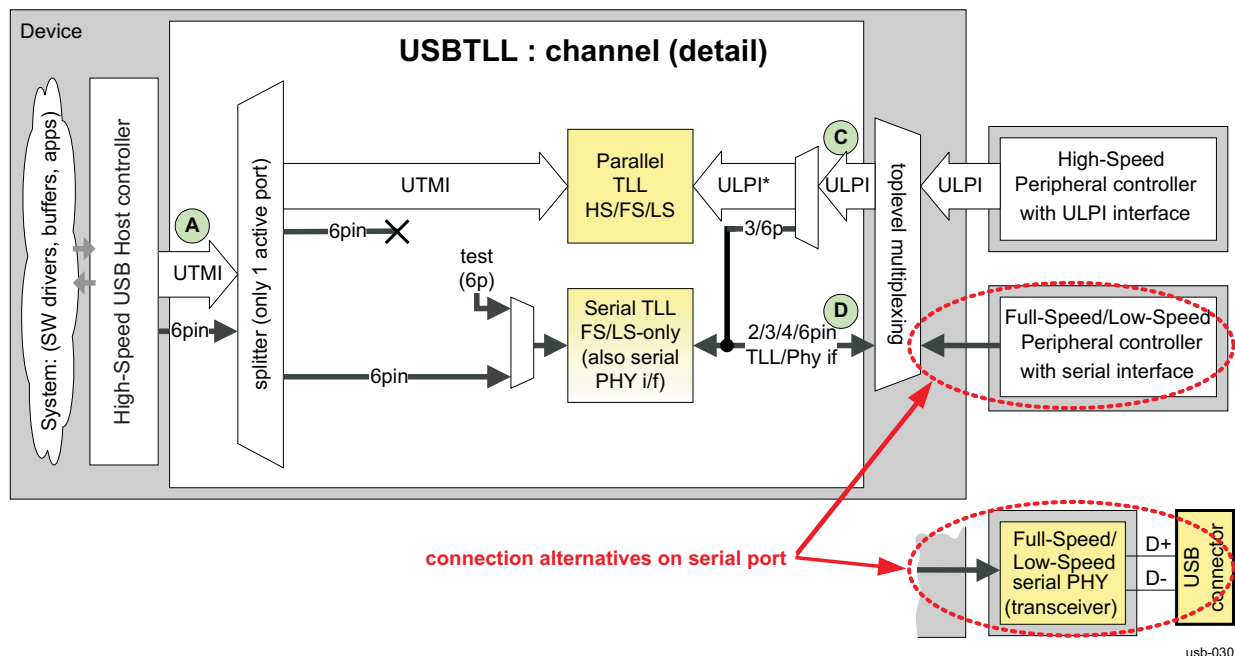 Device
USBTLL : channel (detail)
System: (SW drivers, buffers, apps)
High-Speed USB Host controller
A
UTMI
6pin
splitter (only 1 active port)
UTMI
6pin
test
(6p)
6pin
Parallel
TLL
HS/FS/LS
Serial TLL
FS/LS-only
(also serial
PHY i/f)
ULPI*
C
ULPI
3/6p
D
2/3/4/6pin
TLL/Phy if
toplevel multiplexing
ULPI
High-Speed
Peripheral controller
with ULPI interface
Full-Speed/Low-Speed
Peripheral controller
with serial interface
connection alternatives on serial port
Full-Speed/
Low-Speed
serial PHY
(transceiver)
D+
D-
USB
connector
usb-030